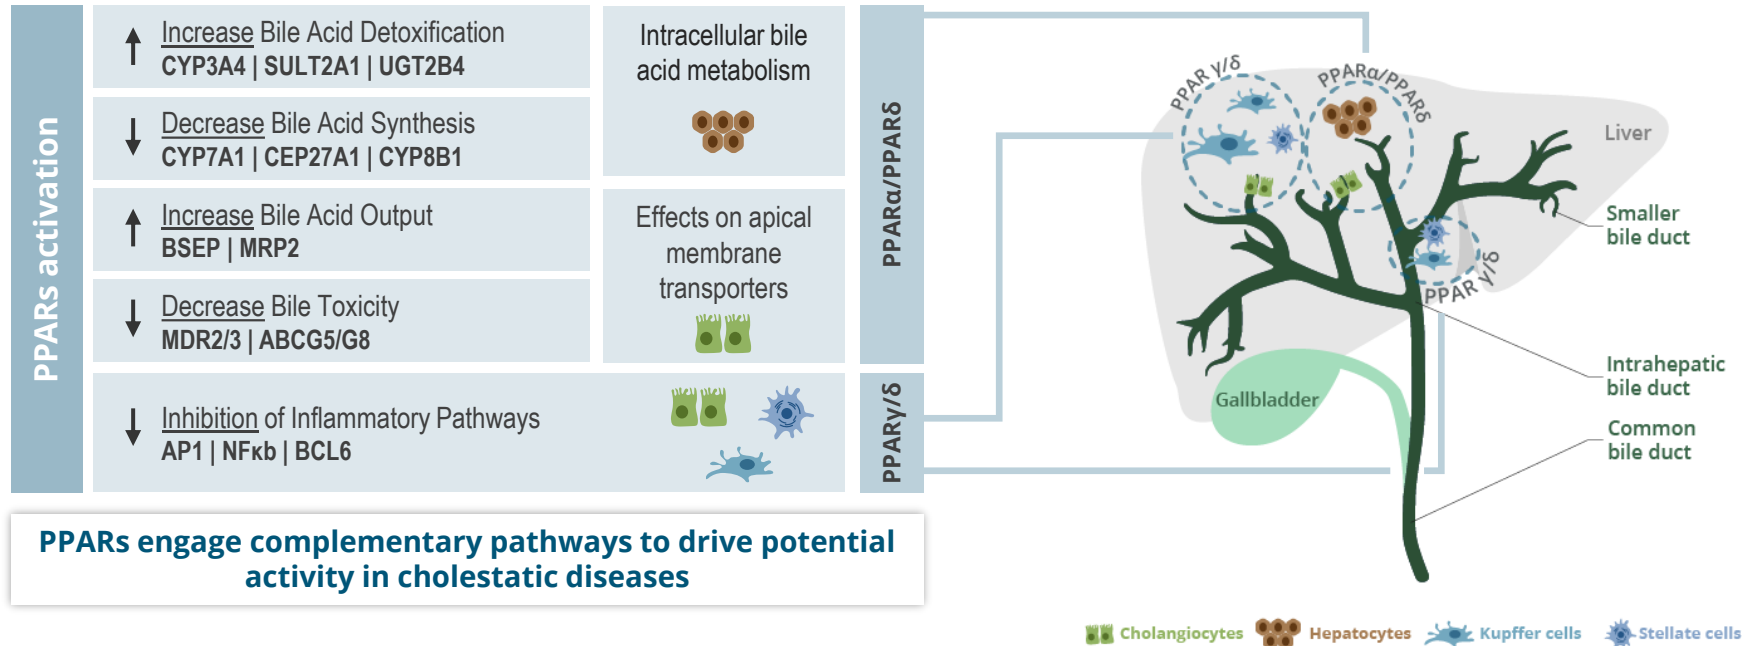 PPARs activation
Increase Bile Acid Detoxification
CYP3A4 | SULT2A1 | UGT2B4
Decrease Bile Acid Synthesis
CYP7A1 | CEP27A1 | CYP8B1
Increase Bile Acid Output
BSEP | MRP2
Decrease Bile Toxicity
MDR2/3 | ABCG5/G8
Inhibition of Inflammatory Pathways
AP1 | NFκb | BCL6
Intracellular bile
acid metabolism
Effects on apical
membrane
transporters
PPARα/PPARδ
PPARγ/δ
PPARs engage complementary pathways to drive potential
activity in cholestatic diseases
PPAR γ/δ
PPARα/PPARδ
PPAR γ/δ
Liver
Smaller
bile duct
Intrahepatic
bile duct
Common
bile duct
Gallbladder
Cholangiocytes
Hepatocytes
Kupffer cells
Stellate cells